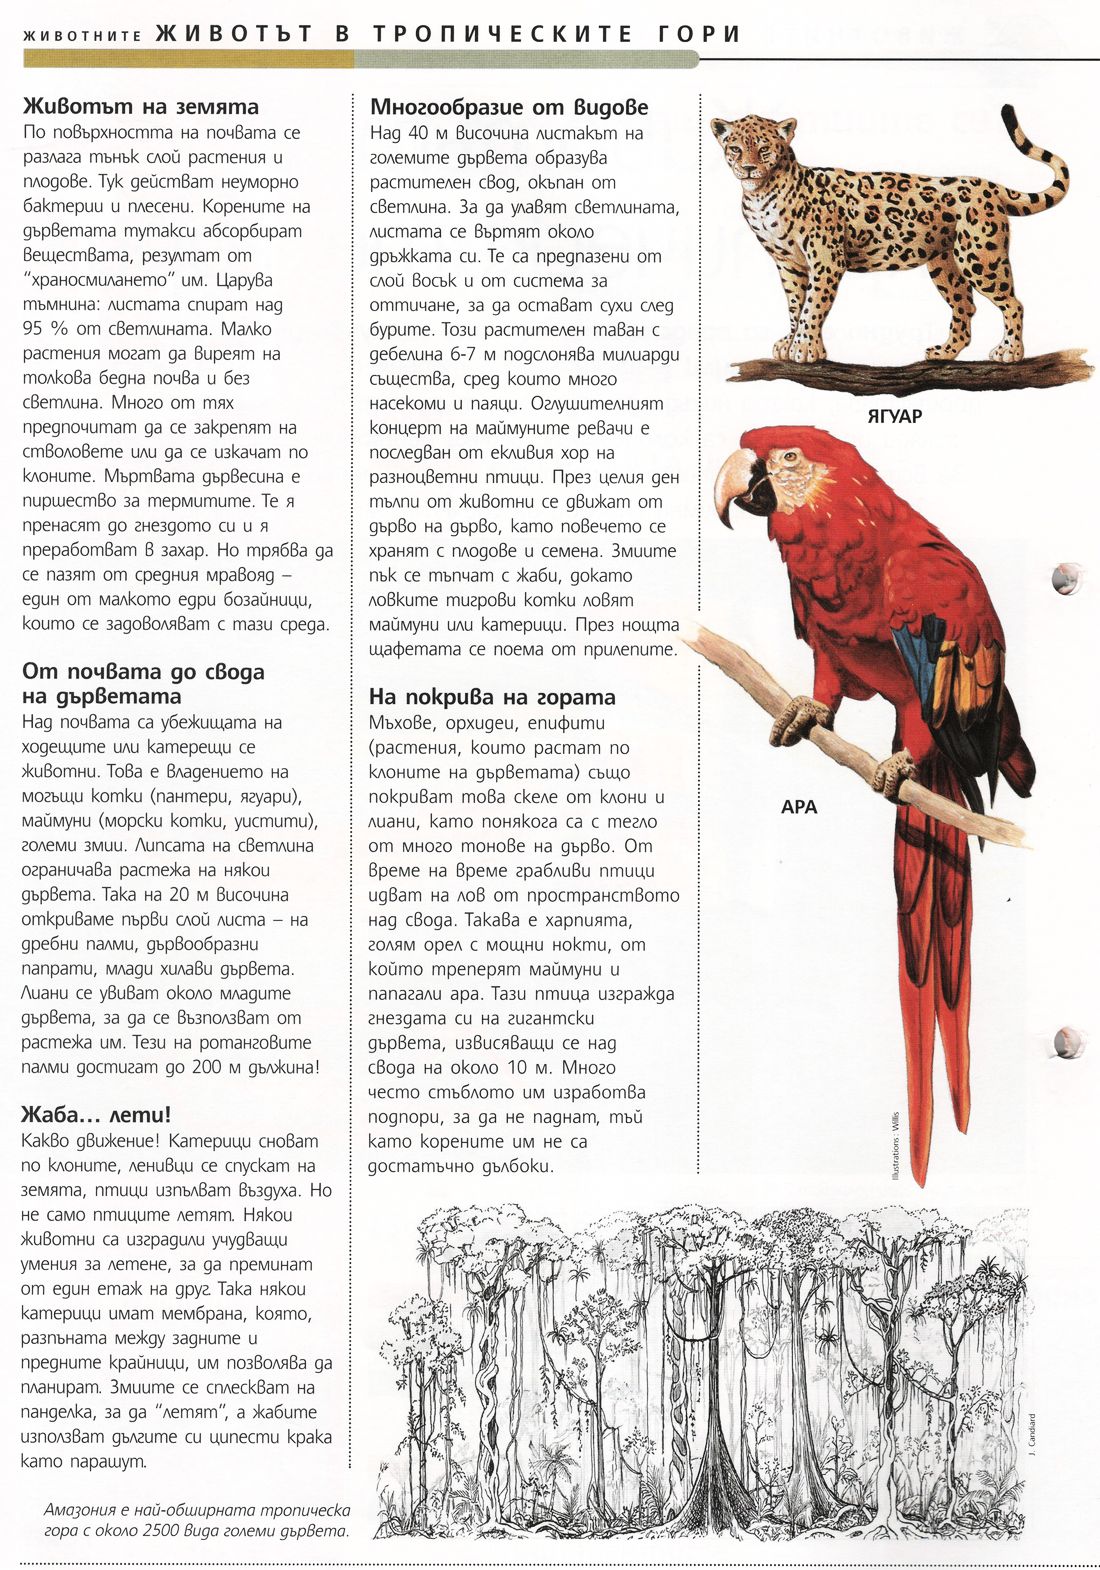 животните ЖИВОТЪТ В ТРОПИЧЕСКИТЕ ГОРИ
Животът на земята
По повърхността на почвата се
разлага тънък слой растения и
плодове. Тук действат неуморно
бактерии и плесени. Корените на
дърветата тутакси абсорбират
веществата, резултат от
“храносмилането” им. Царува
тъмнина: листата спират над
95 % от светлината. Малко
растения могат да виреят на
толкова бедна почва и без
светлина. Много от тях
предпочитат да се закрепят на
стволовете или да се изкачат по
клоните. Мъртвата дървесина е
пиршество за термитите. Те я
пренасят до гнездото си и я
преработват в захар. Но трябва да
се пазят от средния мравояд –
един от малкото едри бозайници,
които се задоволяват с тази среда.
От почвата до свода
на дърветата
Над почвата са убежищата на
ходещите или катерещи се
животни. Това е владението на
могъщи котки (пантери, ягуари),
маймуни (морски котки, уистити),
големи змии. Липсата на светлина
ограничава растежа на някои
дървета. Така на 20 м височина
откриваме първи слой листа – на
дребни палми, дървообразни
папрати, млади хилави дървета.
Лиани се увиват около младите
дървета, за да се възползват от
растежа им. Тези на ротанговите
палми достигат до 200 м дължина!
Жаба... лети!
Какво движение! Катерици сноват
по клоните, ленивци се спускат на
земята, птици изпълват въздуха. Но
не само птиците летят. Някои
животни са изградили учудващи
умения за летене, за да преминат
от един етаж на друг. Така някои
катерици имат мембрана, която,
разпъната между задните и
предните крайници, им позволява да
планират. Змиите се сплескват на
панделка, за да “летят”, а жабите
използват дългите си ципести крака
като парашут.
Амазония е най-обширната тропическа
гора с около 2500 вида големи дървета.
Многообразие от видове
Над 40 м височина листакът на
големите дървета образува
растителен свод, окъпан от
светлина. За да улавят светлината,
листата се въртят около
дръжката си. Те са предпазени от
слой восък и от система за
оттичане, за да остават сухи след
бурите. Този растителен таван с
дебелина 6-7 м подслонява милиарди
същества, сред които много
насекоми и паяци. Оглушителният
концерт на маймуните ревачи е
последван от екливия хор на
разноцветни птици. През целия ден
тълпи от животни се движат от
дърво на дърво, като повечето се
хранят с плодове и семена. Змиите
пък се тъпчат с жаби, докато
ловките тигрови котки ловят
маймуни или катерици. През нощта
щафетата се поема от прилепите.
На покрива на гората
Мъхове, орхидеи, епифити
(растения, които растат по
клоните на дърветата) също
покриват това скеле от клони и
лиани, като понякога са с тегло
от много тонове на дърво. От
време на време грабливи птици
идват на лов от пространството
над свода. Такава е харпията,
голям орел с мощни нокти, от
който треперят маймуни и
папагали ара. Тази птица изгражда
гнездата си на гигантски
дървета, извисяващи се над
свода на около 10 м. Много
често стъблото им изработва
подпори, за да не паднат, тъй
като корените им не са
достатъчно дълбоки.
ЯГУАР
АРА
Illustrations : Willis
J. Candiard